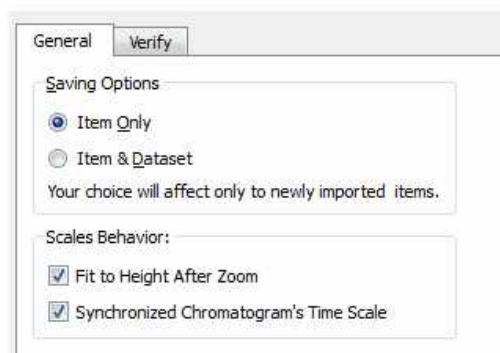 General Verify
Saving Options
Item Only
Item & Dataset
Your choice will affect only to newly imported items.
Scales Behavior:
Fit to Height After Zoom
Synchronized Chromatogram's Time Scale